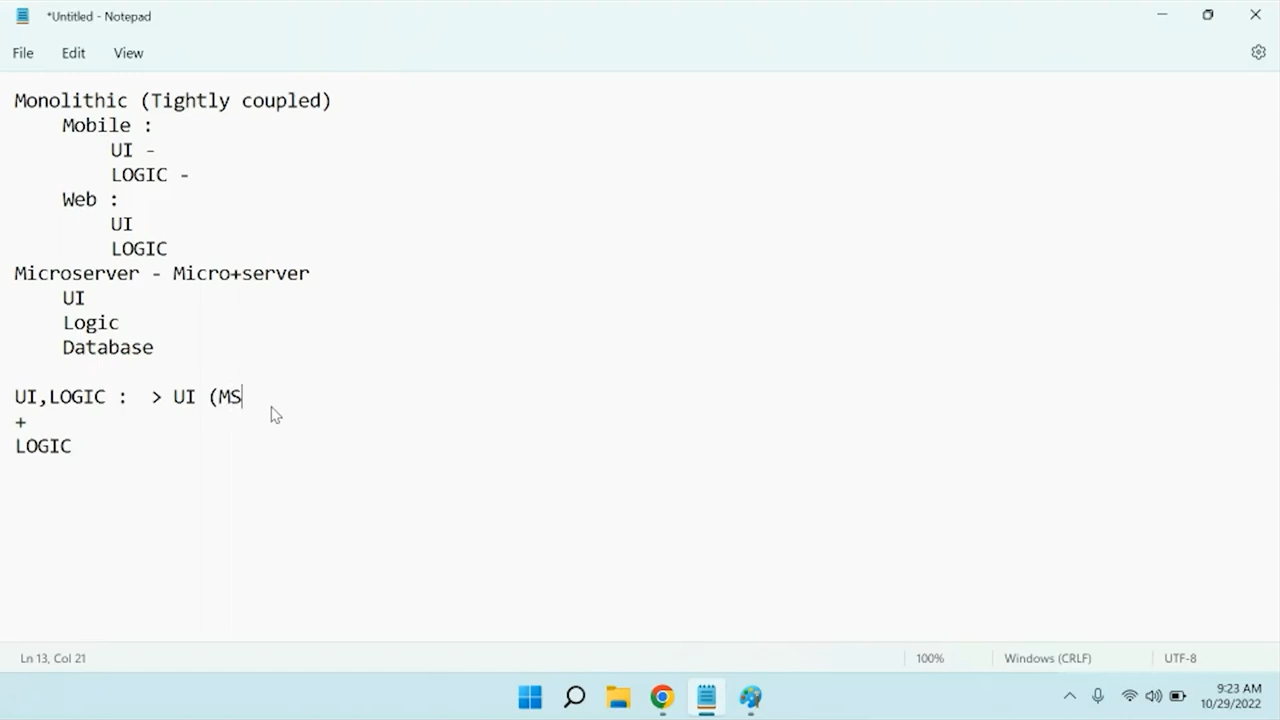 *Untitled - Notepad
File Edit View
Monolithic (Tightly coupled)
Mobile :
UI -
LOGIC -
Web :
UI
LOGIC
Microserver - Micro+server
UI
Logic
Database
UI,LOGIC :  > UI (MS
+
LOGIC
Ln 13, Col 21 100% Windows (CRLF) UTF-8
9:23 AM
10/29/2022